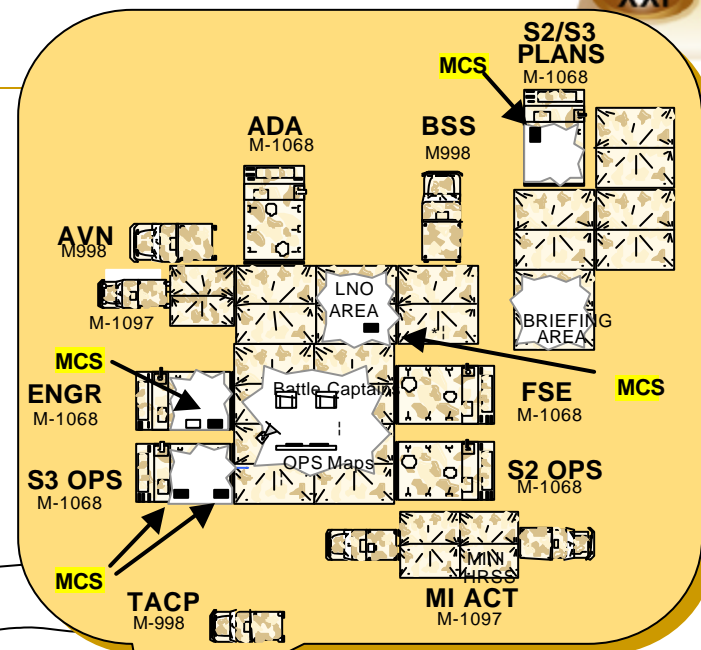 XXI
S2/S3
PLANS
M-1068
MCS
ADA
M-1068
BSS
M998
AVN
M998
M-1097
LNO
AREA
*
BRIEFING
AREA
MCS
MCS
ENGR
M-1068
Battle Captains
FSE
M-1068
OPS Maps
S3 OPS
M-1068
S2 OPS
M-1068
MINI
HRSS
MCS
TACP
M-998
MI ACT
M-1097